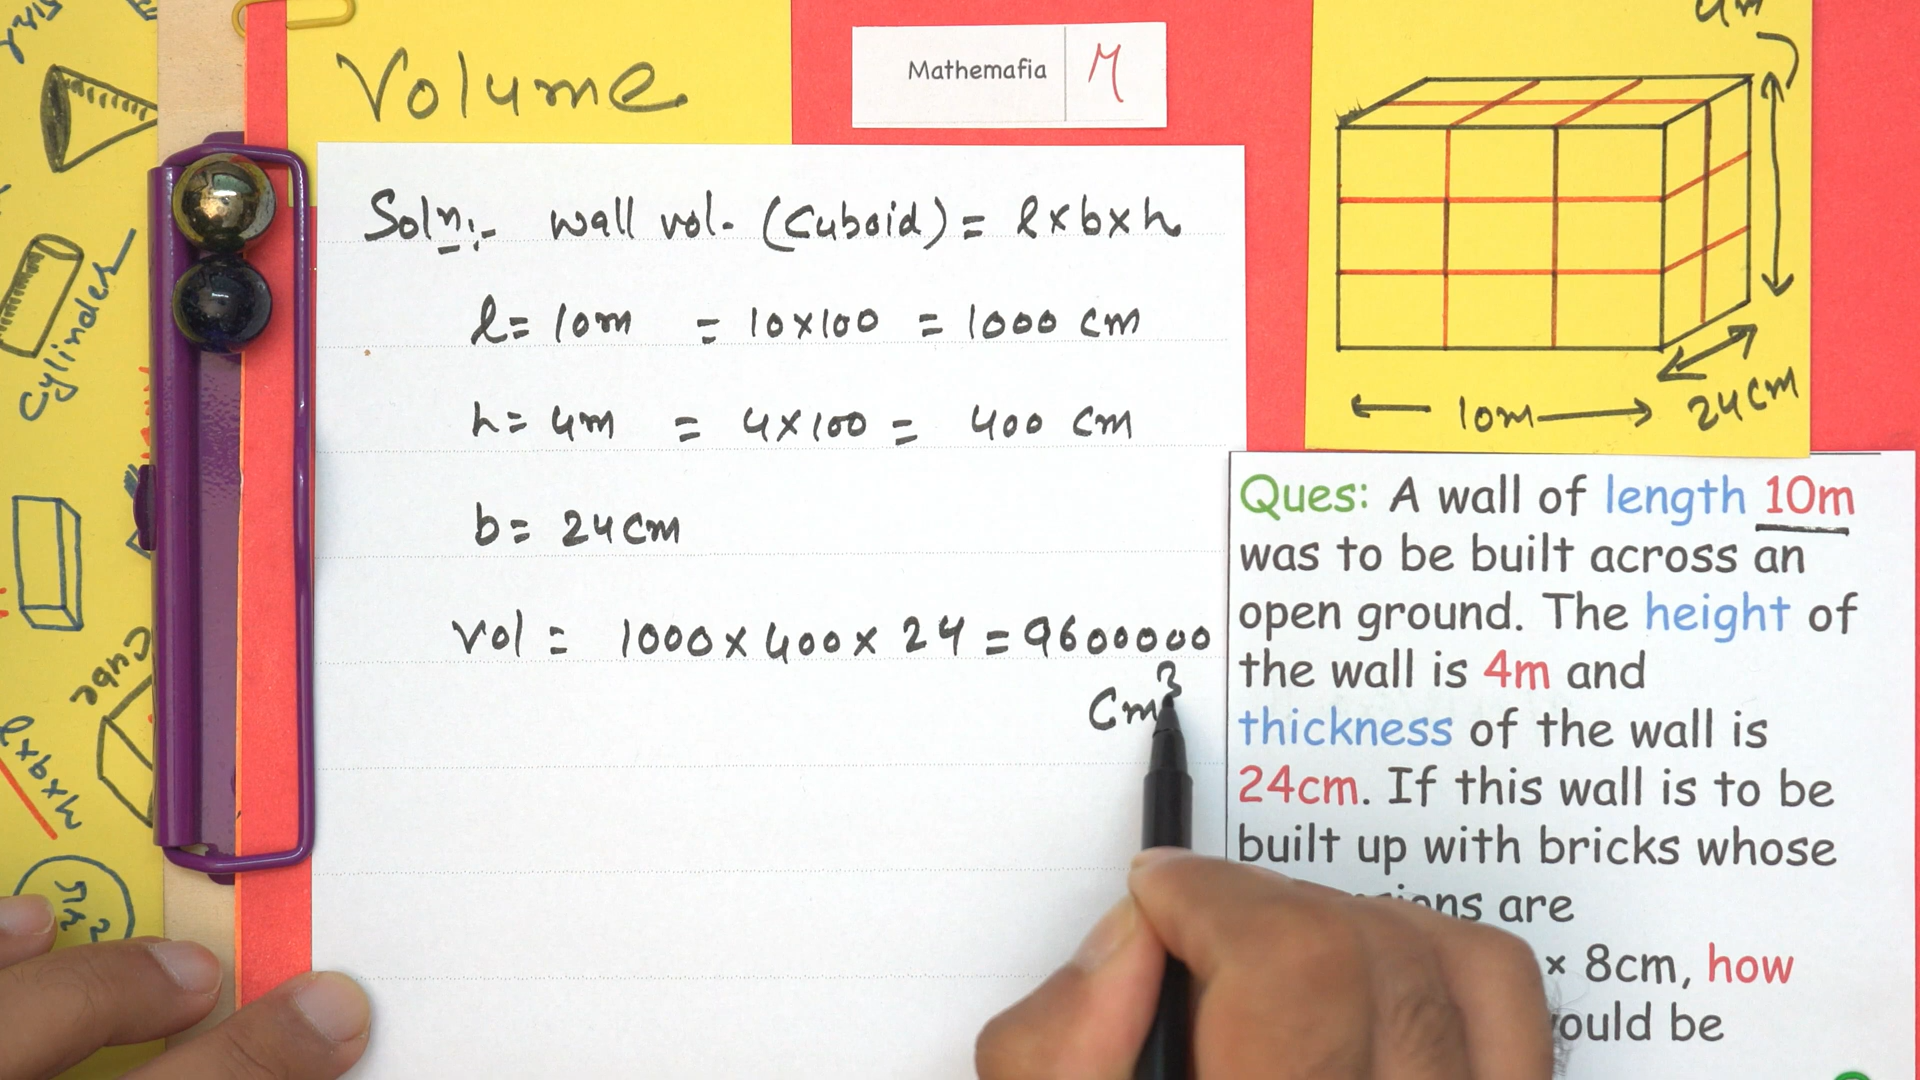 Volume
Mathemafia M
Soln:- wall vol. (Cuboid) = l×b×h
l = 10m = 10×100 = 1000 cm
h = 4m = 4×100 = 400 cm
b = 24cm
Vol = 1000 × 400 × 24 = 9600000
Cm³
4m
10m
24cm
Ques: A wall of length 10m
was to be built across an
open ground. The height of
the wall is 4m and
thickness of the wall is
24cm. If this wall is to be
built up with bricks whose
are
× 8cm, how
be
Cylinder
Cube
l×b×h